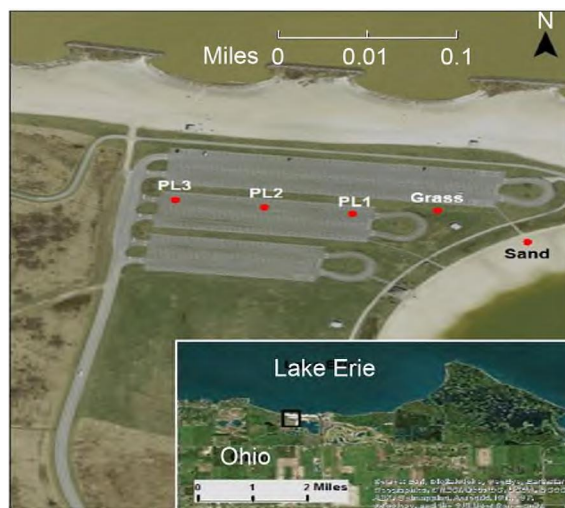 N
Miles 0 0.01 0.1
PL3 PL2 PL1 Grass
Sand
Lake Erie
Ohio
0 1 2 Miles